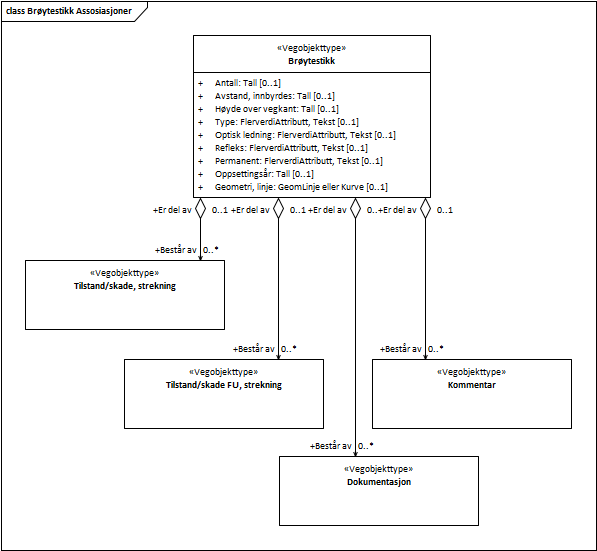 class Brøytestikk Assosiasjoner
«Vegobjekttype»
Brøytestikk
+ Antall: Tall [0..1]
+ Avstand, innbyrdes: Tall [0..1]
+ Høyde over vegkant: Tall [0..1]
+ Type: FlerverdiAttributt, Tekst [0..1]
+ Optisk ledning: FlerverdiAttributt, Tekst [0..1]
+ Refleks: FlerverdiAttributt, Tekst [0..1]
+ Permanent: FlerverdiAttributt, Tekst [0..1]
+ Oppsettingsår: Tall [0..1]
+ Geometri, linje: GeomLinje eller Kurve [0..1]
+Er del av 0..1 +Er del av 0..1 +Er del av 0..+Er del av 0..1
+Består av 0..*
«Vegobjekttype»
Tilstand/skade, strekning
+Består av 0..* +Består av 0..*
«Vegobjekttype» «Vegobjekttype»
Tilstand/skade FU, strekning Kommentar
+Består av 0..*
«Vegobjekttype»
Dokumentasjon